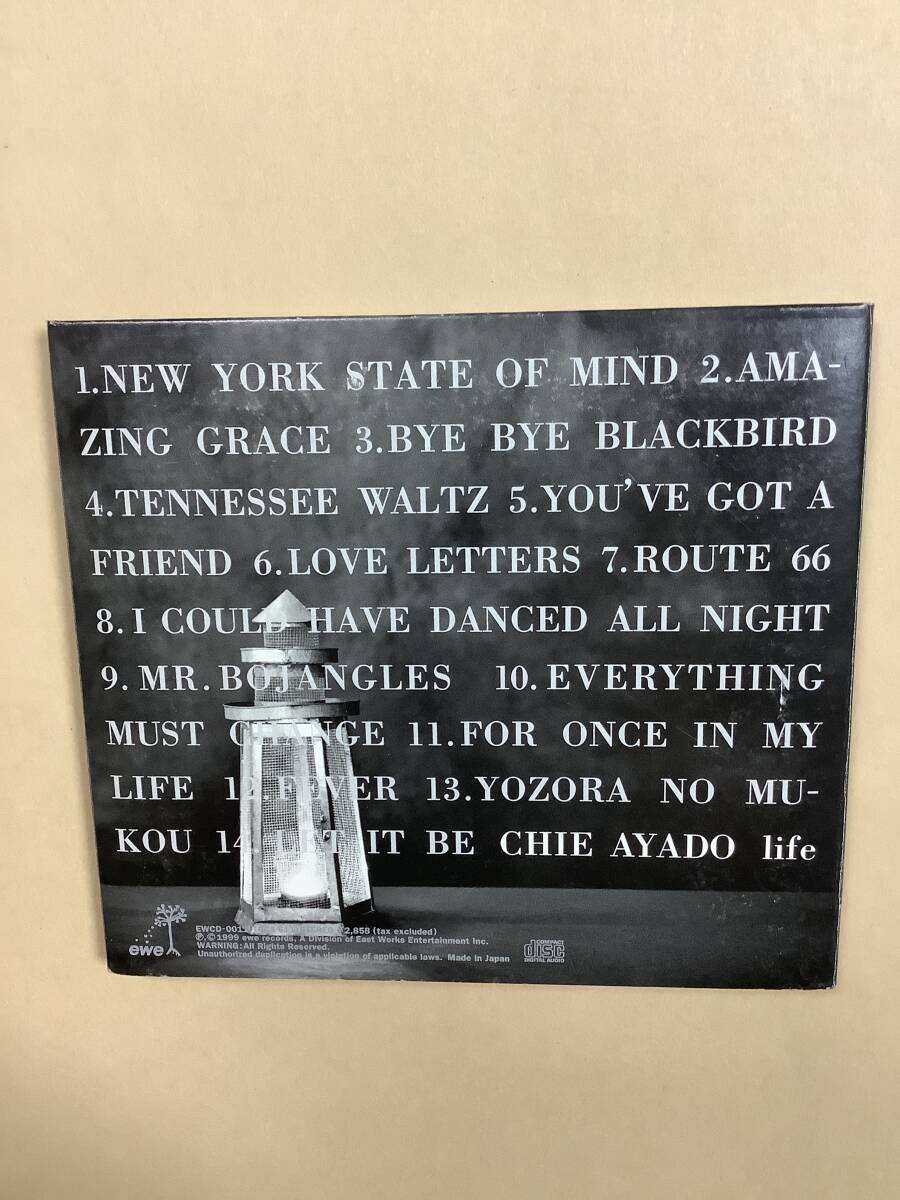 1.NEW YORK STATE OF MIND 2.AMA-
ZING GRACE 3.BYE BYE BLACKBIRD
4.TENNESSEE WALTZ 5.YOU'VE GOT A
FRIEND 6.LOVE LETTERS 7.ROUTE 66
8. I COULD HAVE DANCED ALL NIGHT
9. MR. BOJANGLES 10. EVERYTHING
MUST CHANGE 11.FOR ONCE IN MY
LIFE 12.FEVER 13.YOZORA NO MU-
KOU 14. LET IT BE CHIE AYADO life
ewe
2,858 (tax excluded)
Ⓟ,©1999 ewe records, A Division of East Works Entertainment Inc.
WARNING: All Rights Reserved.
Unauthorized duplication is a violation of applicable laws. Made in Japan
COMPACT
disc
DIGITAL AUDIO